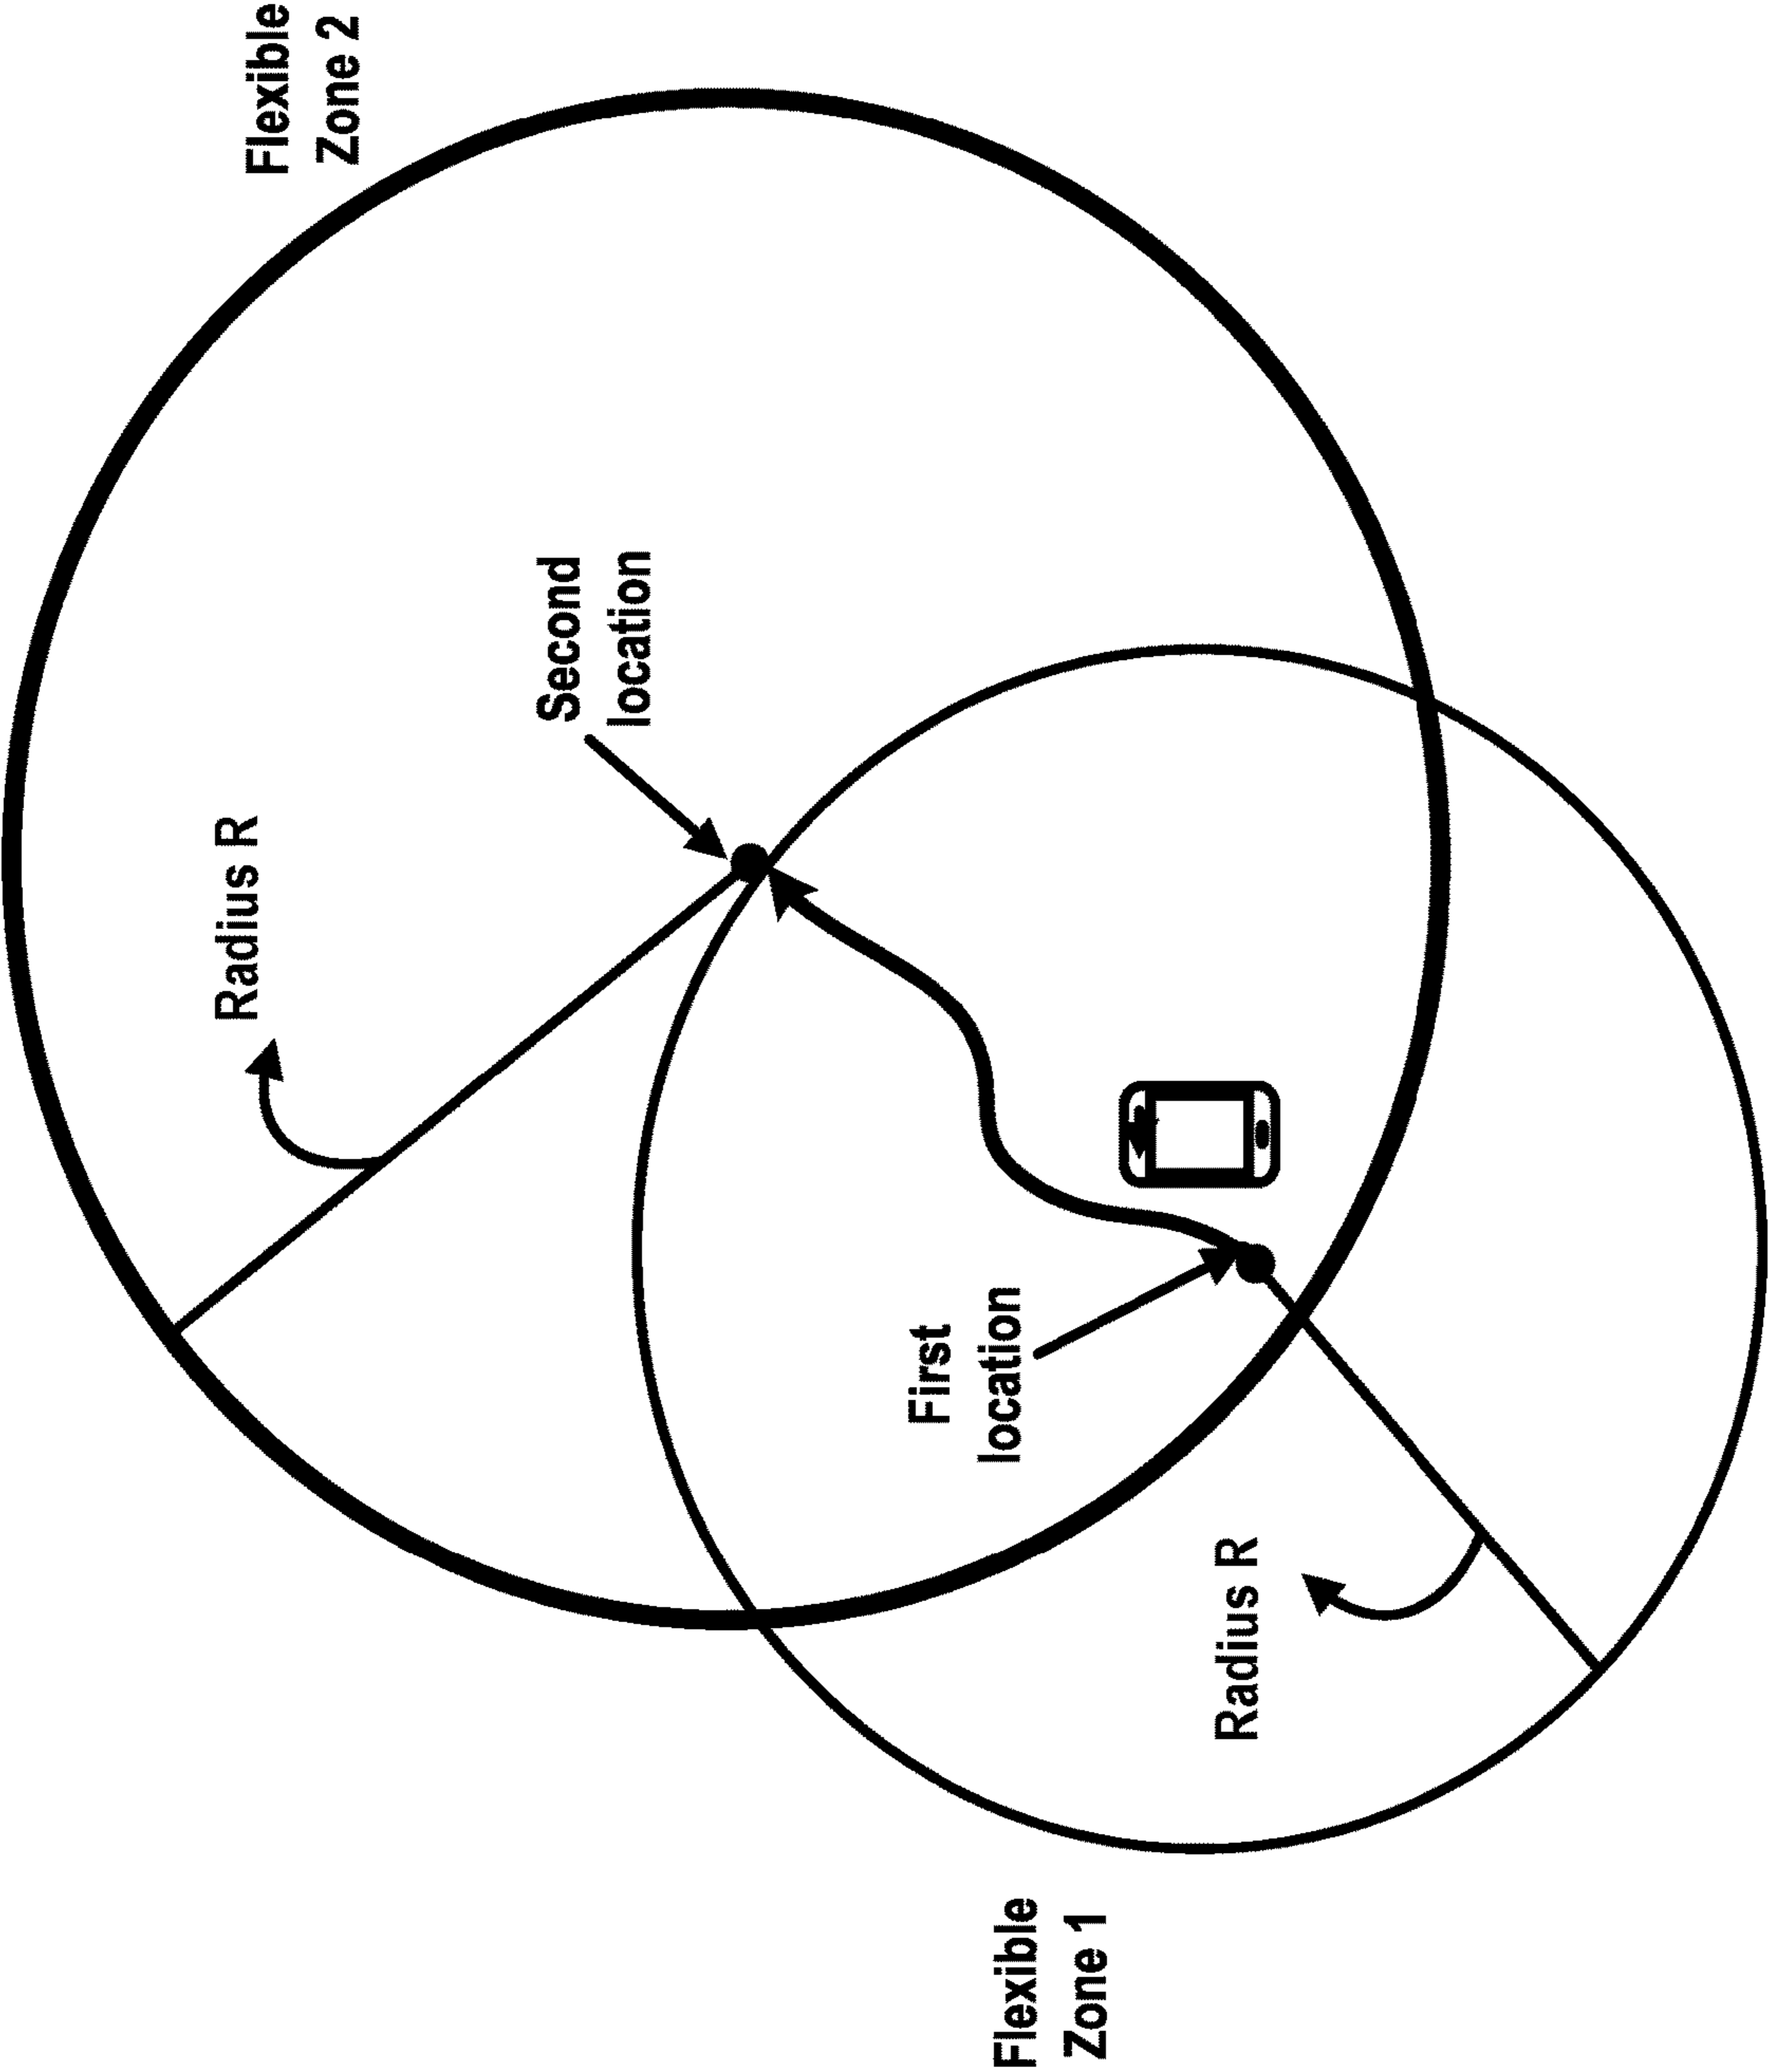 Flexible
Zone 2
Radius R
Second
location
First
location
Radius R
Flexible
Zone 1